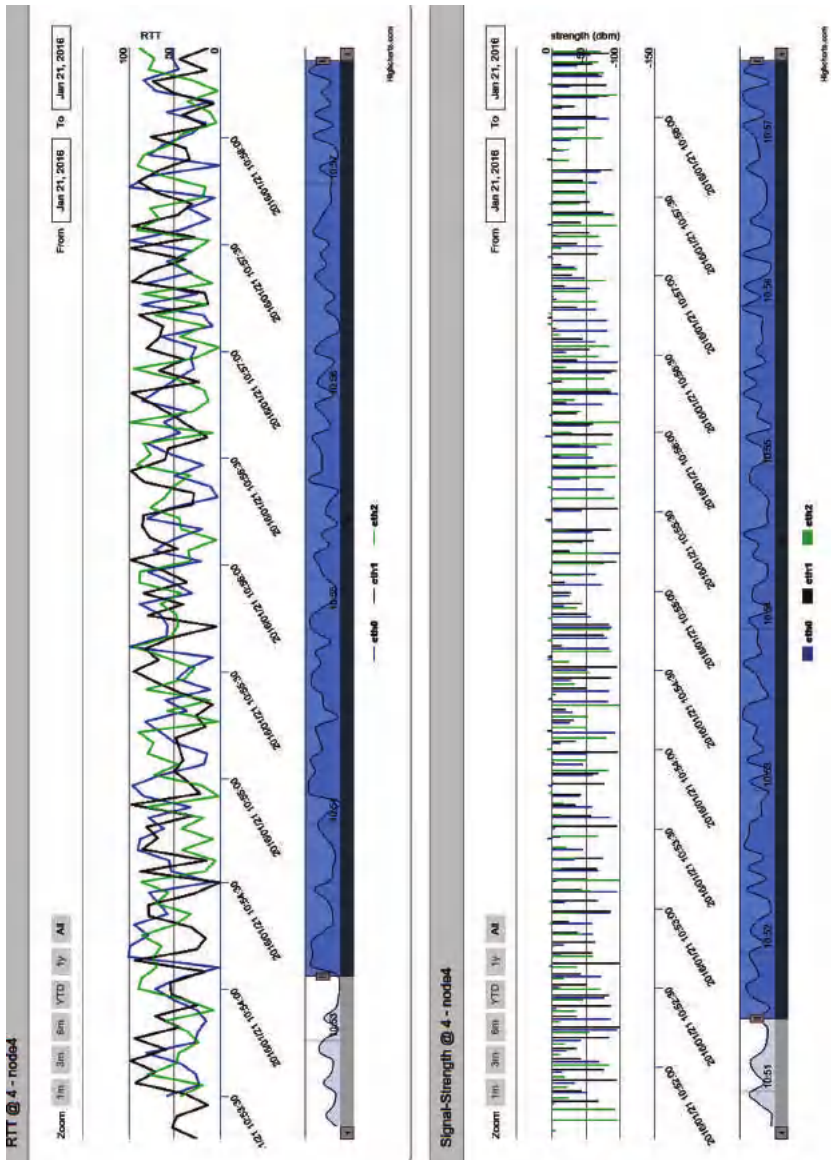 RTT @ 4 - node4
Zoom 1m 3m 6m YTD 1y All From Jan 21, 2016 To Jan 21, 2016
RTT
100
50
0
./21 10:53:30 2016/01/21 10:54:00 2016/01/21 10:54:30 2016/01/21 10:55:00 2016/01/21 10:55:30 2016/01/21 10:56:00 2016/01/21 10:56:30 2016/01/21 10:57:00 2016/01/21 10:57:30 2016/01/21 10:58:00
10:53 10:54 10:55 10:56 10:57
eth0 eth1 eth2
Highcharts.com
Signal-Strength @ 4 - node4
Zoom 1m 3m 6m YTD 1y All From Jan 21, 2016 To Jan 21, 2016
strength (dbm)
0
-50
-100
-150
2016/01/21 10:52:00 2016/01/21 10:52:30 2016/01/21 10:53:00 2016/01/21 10:53:30 2016/01/21 10:54:00 2016/01/21 10:54:30 2016/01/21 10:55:00 2016/01/21 10:55:30 2016/01/21 10:56:00 2016/01/21 10:56:30 2016/01/21 10:57:00 2016/01/21 10:57:30 2016/01/21 10:58:00
10:51 10:52 10:53 10:54 10:55 10:56 10:57
eth0 eth1 eth2
Highcharts.com